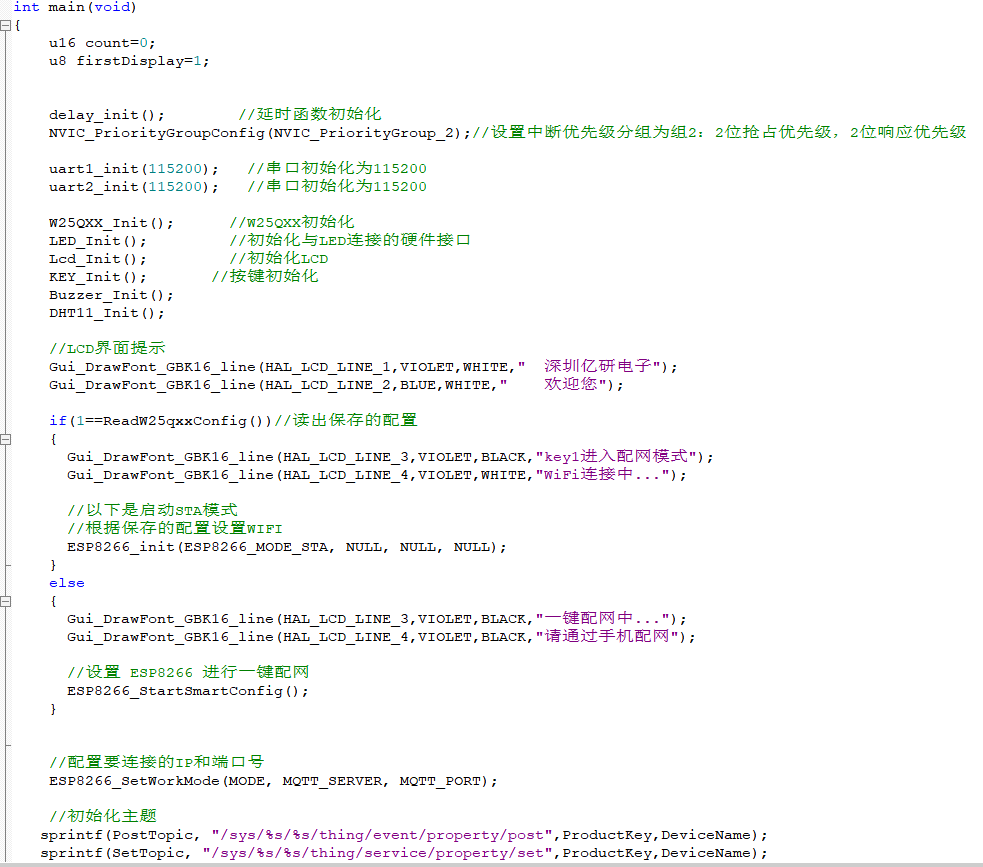 int main(void)
{
    u16 count=0;
    u8 firstDisplay=1;
    delay_init();        //延时函数初始化
    NVIC_PriorityGroupConfig(NVIC_PriorityGroup_2);//设置中断优先级分组为组2：2位抢占优先级，2位响应优先级
    uart1_init(115200);   //串口初始化为115200
    uart2_init(115200);   //串口初始化为115200
    W25QXX_Init();      //W25QXX初始化
    LED_Init();         //初始化与LED连接的硬件接口
    Lcd_Init();         //初始化LCD
    KEY_Init();       //按键初始化
    Buzzer_Init();
    DHT11_Init();
    //LCD界面提示
    Gui_DrawFont_GBK16_line(HAL_LCD_LINE_1,VIOLET,WHITE,"  深圳亿研电子");
    Gui_DrawFont_GBK16_line(HAL_LCD_LINE_2,BLUE,WHITE,"    欢迎您");
    if(1==ReadW25qxxConfig())//读出保存的配置
    {
      Gui_DrawFont_GBK16_line(HAL_LCD_LINE_3,VIOLET,BLACK,"key1进入配网模式");
      Gui_DrawFont_GBK16_line(HAL_LCD_LINE_4,VIOLET,WHITE,"WiFi连接中...");
      //以下是启动STA模式
      //根据保存的配置设置WIFI
      ESP8266_init(ESP8266_MODE_STA, NULL, NULL, NULL);
    }
    else
    {
      Gui_DrawFont_GBK16_line(HAL_LCD_LINE_3,VIOLET,BLACK,"一键配网中...");
      Gui_DrawFont_GBK16_line(HAL_LCD_LINE_4,VIOLET,BLACK,"请通过手机配网");
      //设置 ESP8266 进行一键配网
      ESP8266_StartSmartConfig();
    }
    //配置要连接的IP和端口号
    ESP8266_SetWorkMode(MODE, MQTT_SERVER, MQTT_PORT);
    //初始化主题
   sprintf(PostTopic, "/sys/%s/%s/thing/event/property/post",ProductKey,DeviceName);
   sprintf(SetTopic, "/sys/%s/%s/thing/service/property/set",ProductKey,DeviceName);